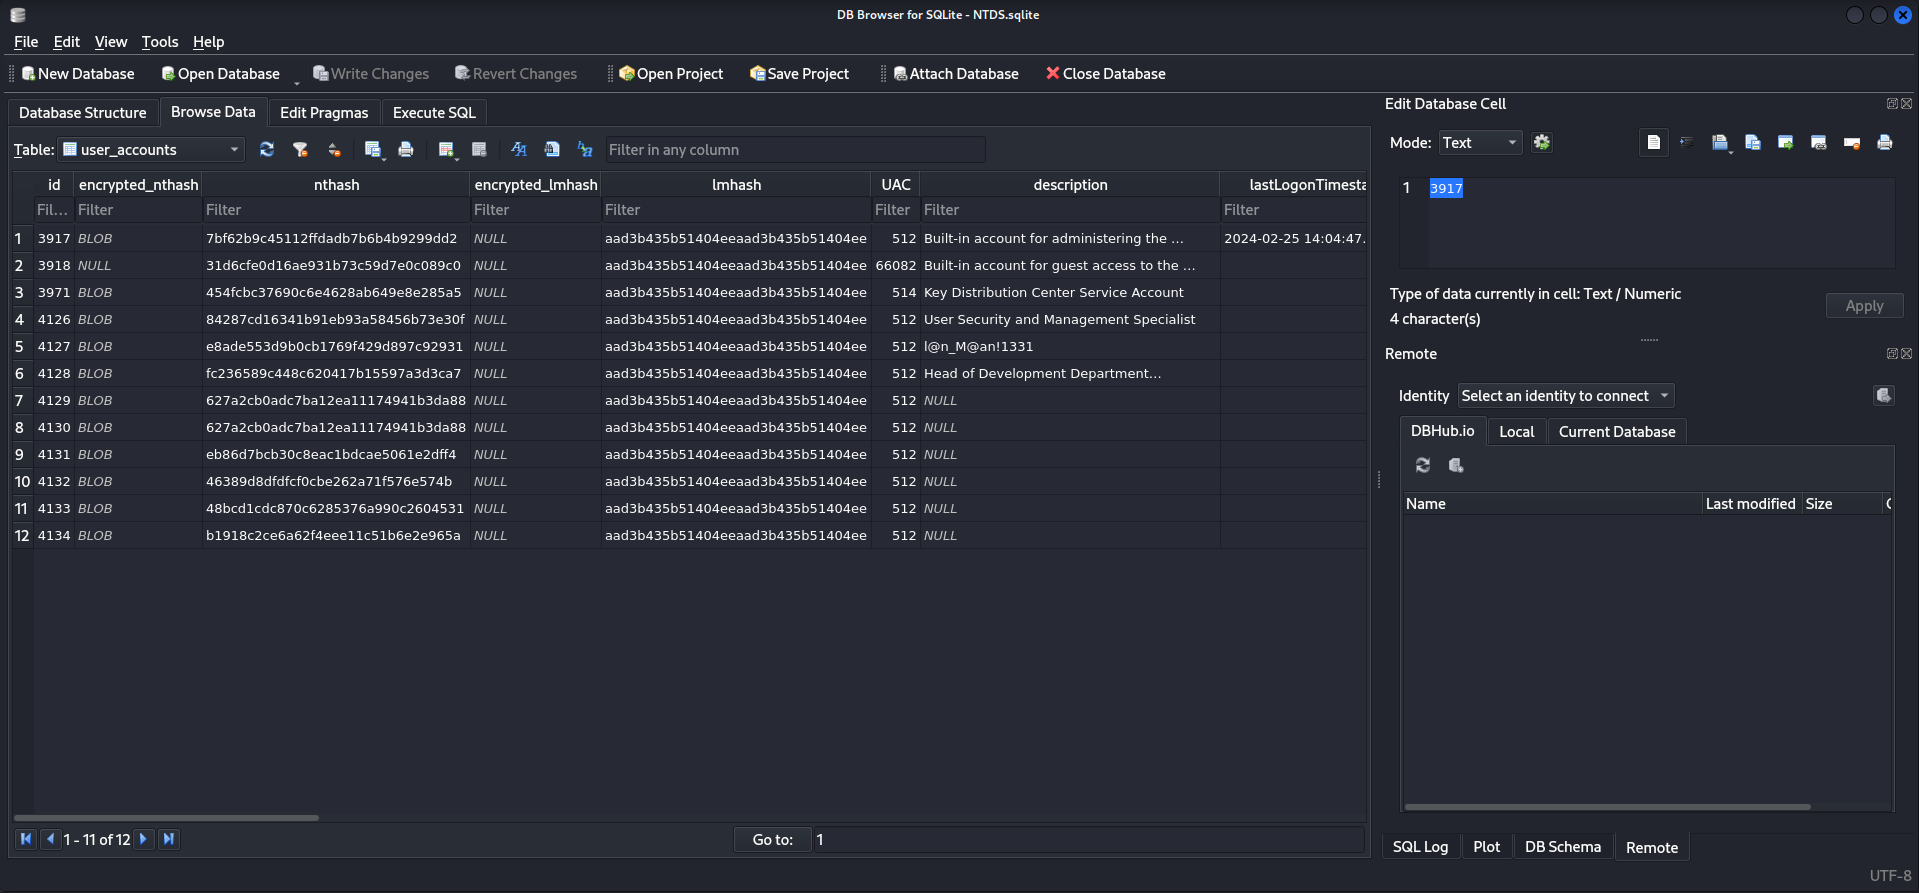 DB Browser for SQLite - NTDS.sqlite
File Edit View Tools Help
New Database Open Database Write Changes Revert Changes Open Project Save Project Attach Database Close Database
Database Structure Browse Data Edit Pragmas Execute SQL
Table: user_accounts Filter in any column
id encrypted_nthash nthash encrypted_lmhash lmhash UAC description lastLogonTimesta
Fil... Filter Filter Filter Filter Filter Filter Filter
1 3917 BLOB 7bf62b9c45112ffdadb7b6b4b9299dd2 NULL aad3b435b51404eeaad3b435b51404ee 512 Built-in account for administering the ... 2024-02-25 14:04:47.
2 3918 NULL 31d6cfe0d16ae931b73c59d7e0c089c0 NULL aad3b435b51404eeaad3b435b51404ee 66082 Built-in account for guest access to the ...
3 3971 BLOB 454fcbc37690c6e4628ab649e8e285a5 NULL aad3b435b51404eeaad3b435b51404ee 514 Key Distribution Center Service Account
4 4126 BLOB 84287cd16341b91eb93a58456b73e30f NULL aad3b435b51404eeaad3b435b51404ee 512 User Security and Management Specialist
5 4127 BLOB e8ade553d9b0cb1769f429d897c92931 NULL aad3b435b51404eeaad3b435b51404ee 512 l@n_M@an!1331
6 4128 BLOB fc236589c448c620417b15597a3d3ca7 NULL aad3b435b51404eeaad3b435b51404ee 512 Head of Development Department...
7 4129 BLOB 627a2cb0adc7ba12ea11174941b3da88 NULL aad3b435b51404eeaad3b435b51404ee 512 NULL
8 4130 BLOB 627a2cb0adc7ba12ea11174941b3da88 NULL aad3b435b51404eeaad3b435b51404ee 512 NULL
9 4131 BLOB eb86d7bcb30c8eac1bdcae5061e2dff4 NULL aad3b435b51404eeaad3b435b51404ee 512 NULL
10 4132 BLOB 46389d8dfdfcf0cbe262a71f576e574b NULL aad3b435b51404eeaad3b435b51404ee 512 NULL
11 4133 BLOB 48bcd1cdc870c6285376a990c2604531 NULL aad3b435b51404eeaad3b435b51404ee 512 NULL
12 4134 BLOB b1918c2ce6a62f4eee11c51b6e2e965a NULL aad3b435b51404eeaad3b435b51404ee 512 NULL
1 - 11 of 12 Go to: 1
Edit Database Cell
Mode: Text
1 3917
Type of data currently in cell: Text / Numeric
4 character(s)
Apply
Remote
Identity Select an identity to connect
DBHub.io Local Current Database
Name Last modified Size C
SQL Log Plot DB Schema Remote
UTF-8